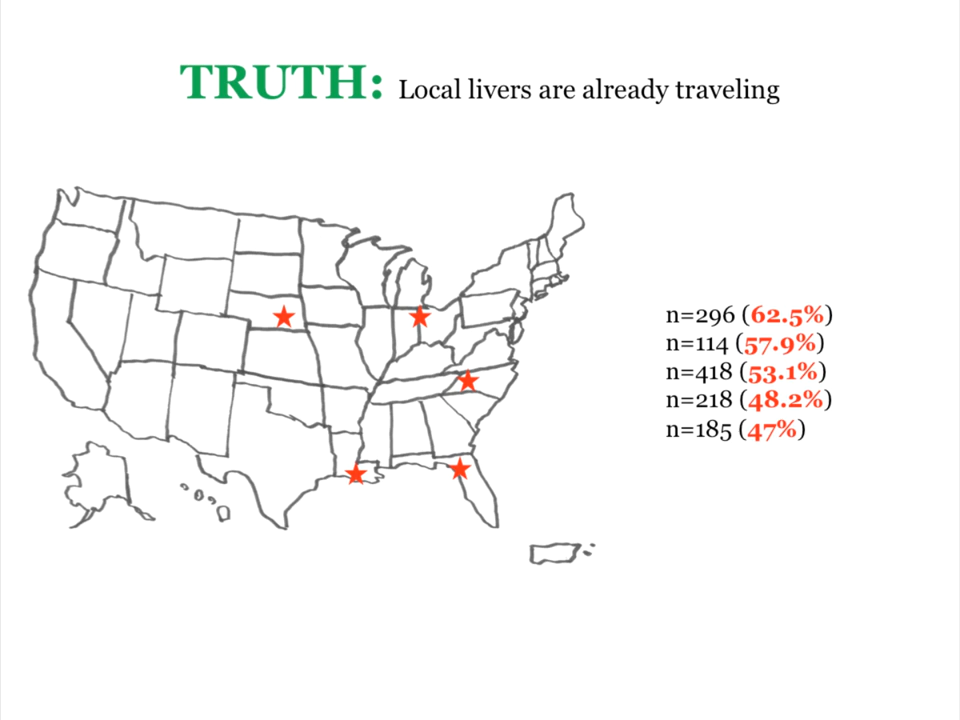 TRUTH: Local livers are already traveling
n=296 (62.5%)
n=114 (57.9%)
n=418 (53.1%)
n=218 (48.2%)
n=185 (47%)